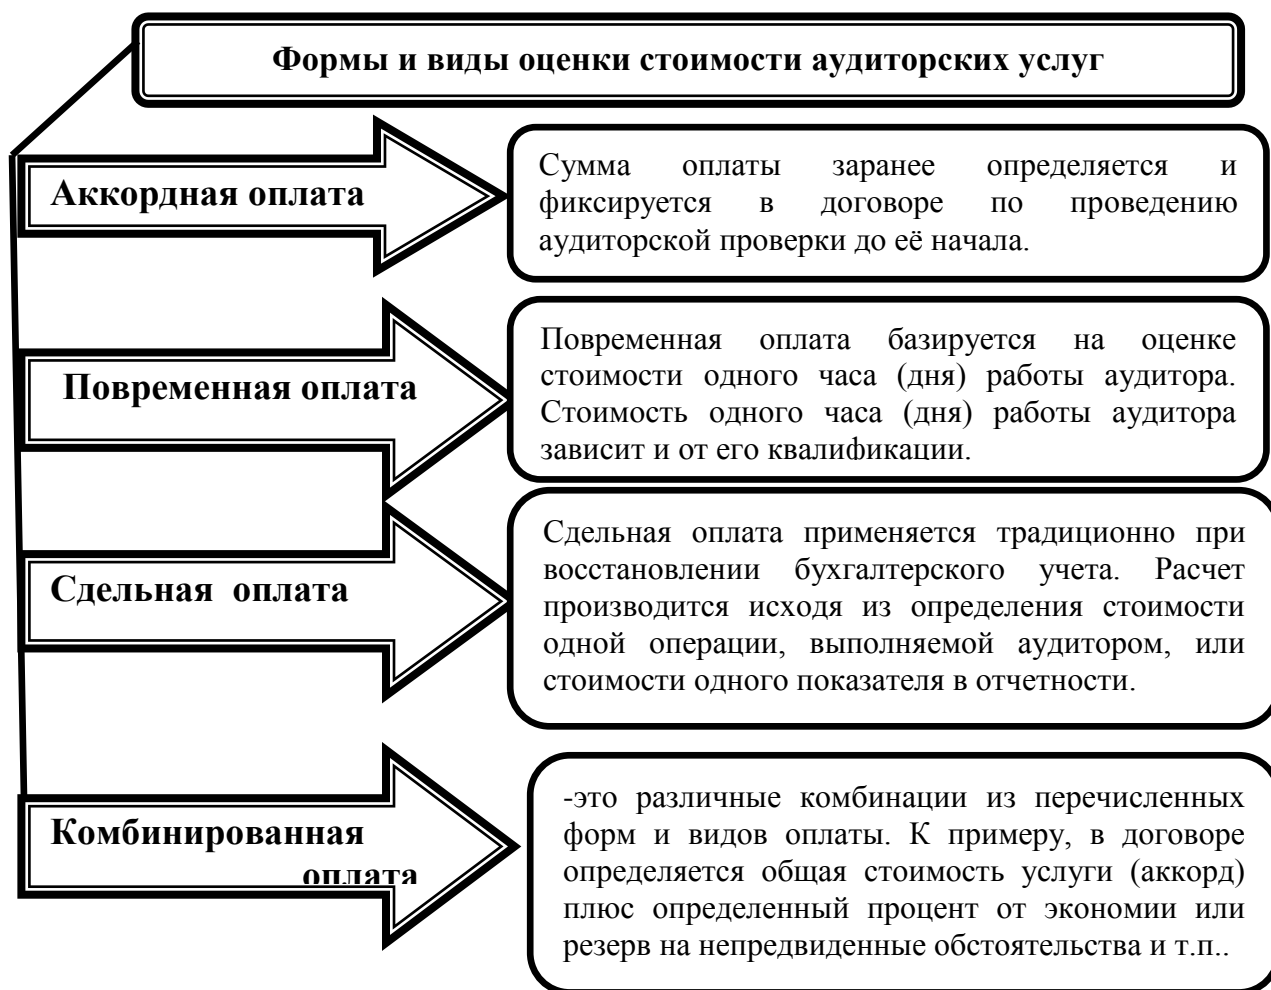 Формы и виды оценки стоимости аудиторских услуг
Аккордная оплата
Сумма оплаты заранее определяется и
фиксируется в договоре по проведению
аудиторской проверки до её начала.
Повременная оплата
Повременная оплата базируется на оценке
стоимости одного часа (дня) работы аудитора.
Стоимость одного часа (дня) работы аудитора
зависит и от его квалификации.
Сдельная оплата
Сдельная оплата применяется традиционно при
восстановлении бухгалтерского учета. Расчет
производится исходя из определения стоимости
одной операции, выполняемой аудитором, или
стоимости одного показателя в отчетности.
Комбинированная
оплата
-это различные комбинации из перечисленных
форм и видов оплаты. К примеру, в договоре
определяется общая стоимость услуги (аккорд)
плюс определенный процент от экономии или
резерв на непредвиденные обстоятельства и т.п..